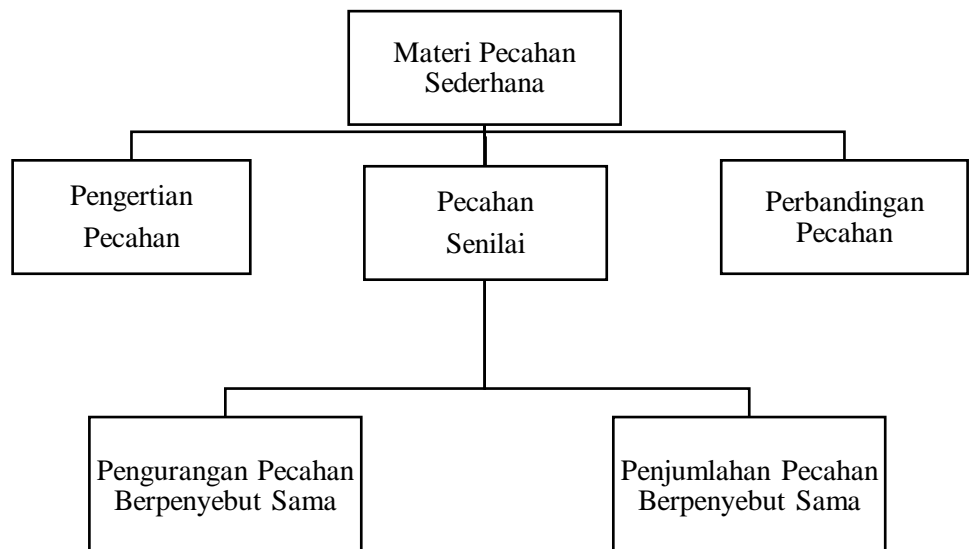 Materi Pecahan
Sederhana
Pengertian
Pecahan
Pecahan
Senilai
Perbandingan
Pecahan
Pengurangan Pecahan
Berpenyebut Sama
Penjumlahan Pecahan
Berpenyebut Sama